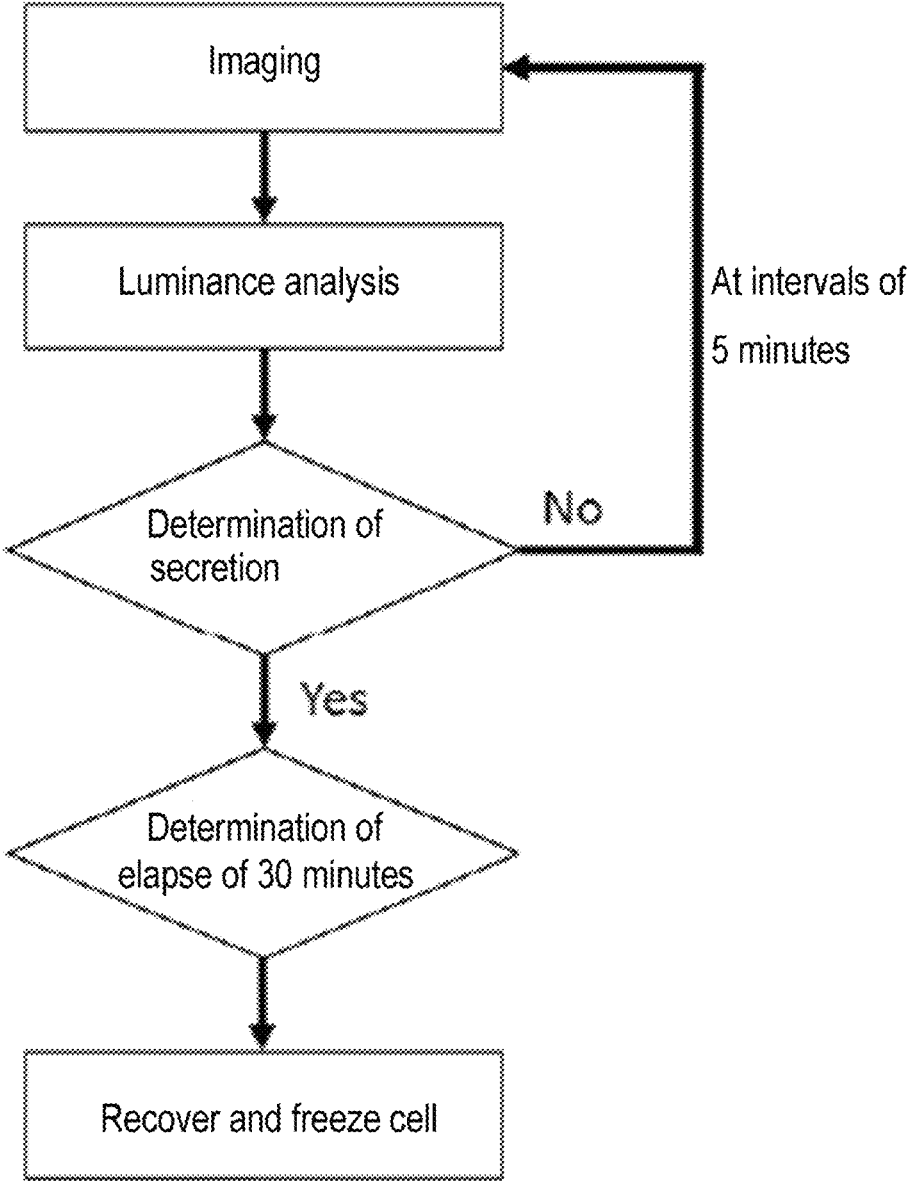 Imaging
Luminance analysis
At intervals of
5 minutes
Determination of
secretion
No
Yes
Determination of
elapse of 30 minutes
Recover and freeze cell